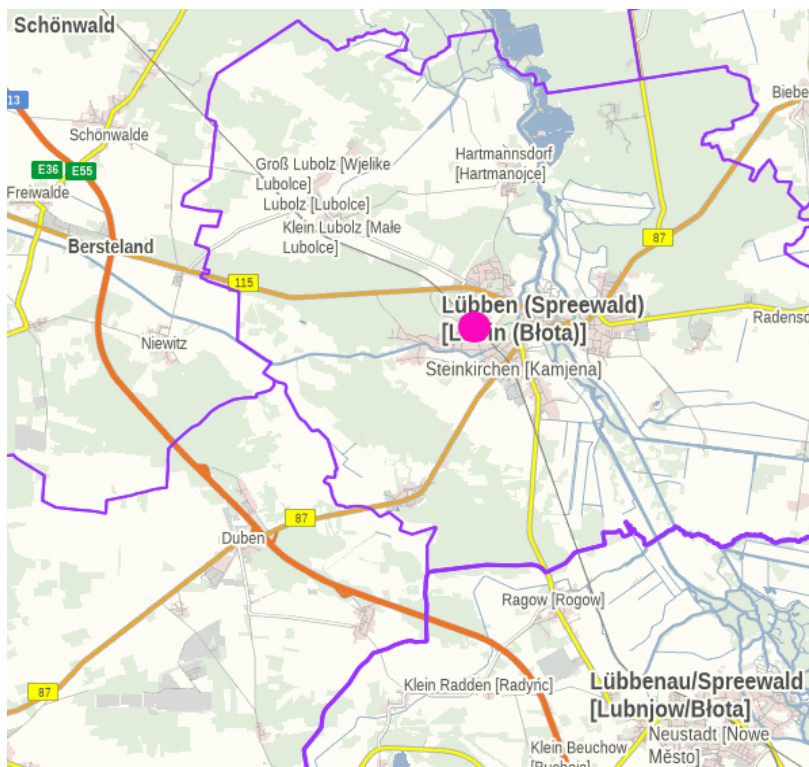 Schönwald
13
Schönwalde
Biebe
E36
E55
Freiwalde
Groß Lubolz [Wjelike
Lubolce]
Lubolz [Lubolce]
Klein Lubolz [Małe
Lubolce]
Hartmannsdorf
[Hartmanojce]
Bersteland
87
115
Lübben (Spreewald)
(Błota)]
Radensd
Niewitz
Steinkirchen [Kamjena]
87
Duben
Ragow [Rogow]
87
Klein Radden [Radync]
Lübbenau/Spreewald
[Lubnjow/Błota]
Neustadt [Nowe
Město]
Klein Beuchow